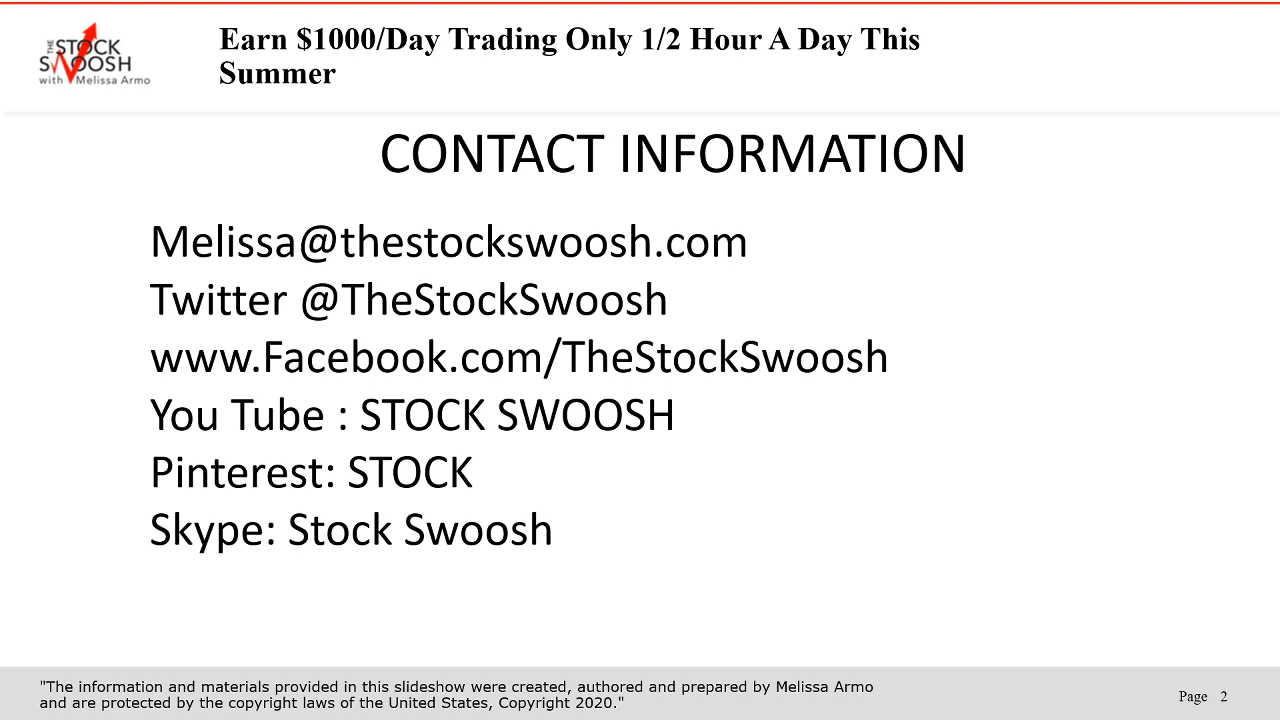 THE
STOCK
SWOOSH
with Melissa Armo
Earn $1000/Day Trading Only 1/2 Hour A Day This
Summer
CONTACT INFORMATION
Melissa@thestockswoosh.com
Twitter @TheStockSwoosh
www.Facebook.com/TheStockSwoosh
You Tube : STOCK SWOOSH
Pinterest: STOCK
Skype: Stock Swoosh
"The information and materials provided in this slideshow were created, authored and prepared by Melissa Armo
and are protected by the copyright laws of the United States, Copyright 2020."
Page 2